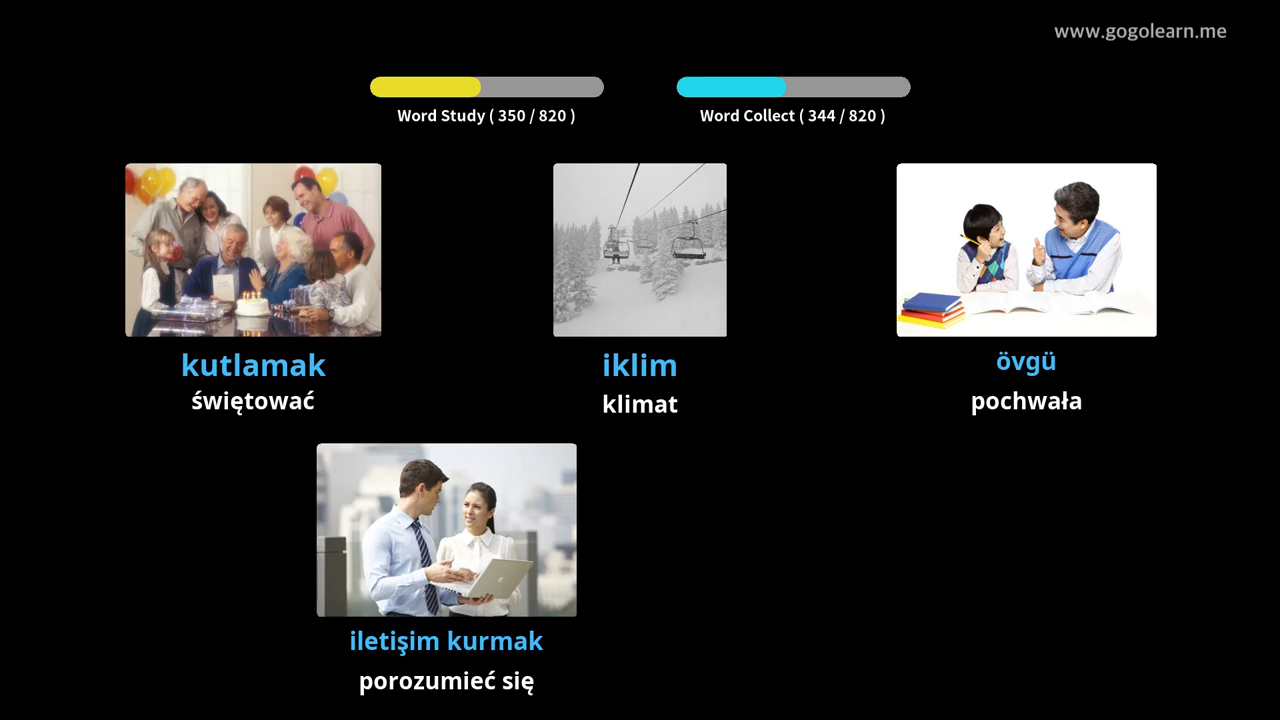 www.gogolearn.me
Word Study ( 350 / 820 )
Word Collect ( 344 / 820 )
kutlamak
świętować
iklim
klimat
övgü
pochwała
iletişim kurmak
porozumieć się